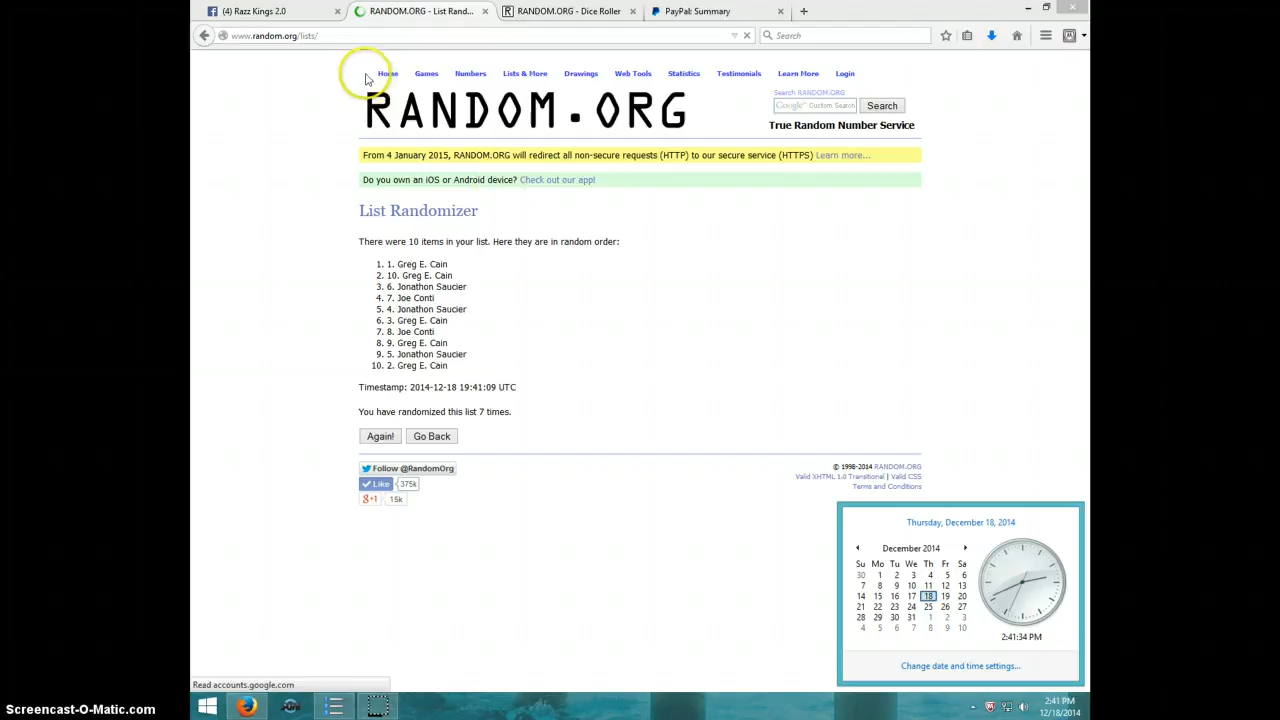 (4) Razz Kings 2.0
RANDOM.ORG - List Rand...
RANDOM.ORG - Dice Roller
PayPal: Summary
www.random.org/lists/
Search
Home Games Numbers Lists & More Drawings Web Tools Statistics Testimonials Learn More Login
RANDOM.ORG
Search RANDOM.ORG
Google™ Custom Search
Search
True Random Number Service
From 4 January 2015, RANDOM.ORG will redirect all non-secure requests (HTTP) to our secure service (HTTPS) Learn more...
Do you own an iOS or Android device? Check out our app!
List Randomizer
There were 10 items in your list. Here they are in random order:
1. 1. Greg E. Cain
2. 10. Greg E. Cain
3. 6. Jonathon Saucier
4. 7. Joe Conti
5. 4. Jonathon Saucier
6. 3. Greg E. Cain
7. 8. Joe Conti
8. 9. Greg E. Cain
9. 5. Jonathon Saucier
10. 2. Greg E. Cain
Timestamp: 2014-12-18 19:41:09 UTC
You have randomized this list 7 times.
Again! Go Back
Follow @RandomOrg
Like 375k
g+1 15k
© 1998-2014 RANDOM.ORG
Valid XHTML 1.0 Transitional | Valid CSS
Terms and Conditions
Thursday, December 18, 2014
December 2014
Su Mo Tu We Th Fr Sa
30 1 2 3 4 5 6
7 8 9 10 11 12 13
14 15 16 17 18 19 20
21 22 23 24 25 26 27
28 29 30 31 1 2 3
4 5 6 7 8 9 10
2:41:34 PM
Change date and time settings...
Read accounts.google.com
2:41 PM
12/18/2014
Screencast-O-Matic.com